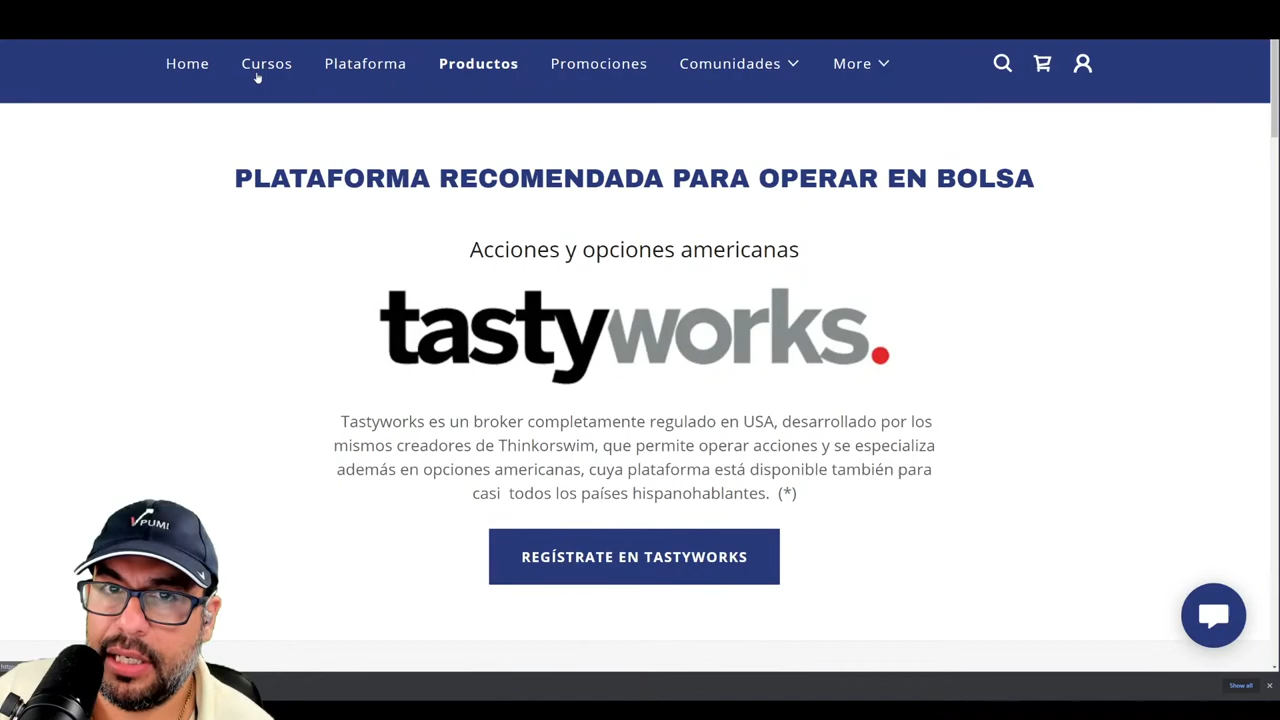 Home Cursos Plataforma Productos Promociones Comunidades More
PLATAFORMA RECOMENDADA PARA OPERAR EN BOLSA
Acciones y opciones americanas
tastyworks.
Tastyworks es un broker completamente regulado en USA, desarrollado por los
mismos creadores de Thinkorswim, que permite operar acciones y se especializa
además en opciones americanas, cuya plataforma está disponible también para
casi todos los países hispanohablantes. (*)
REGÍSTRATE EN TASTYWORKS
VPUMI
Show all